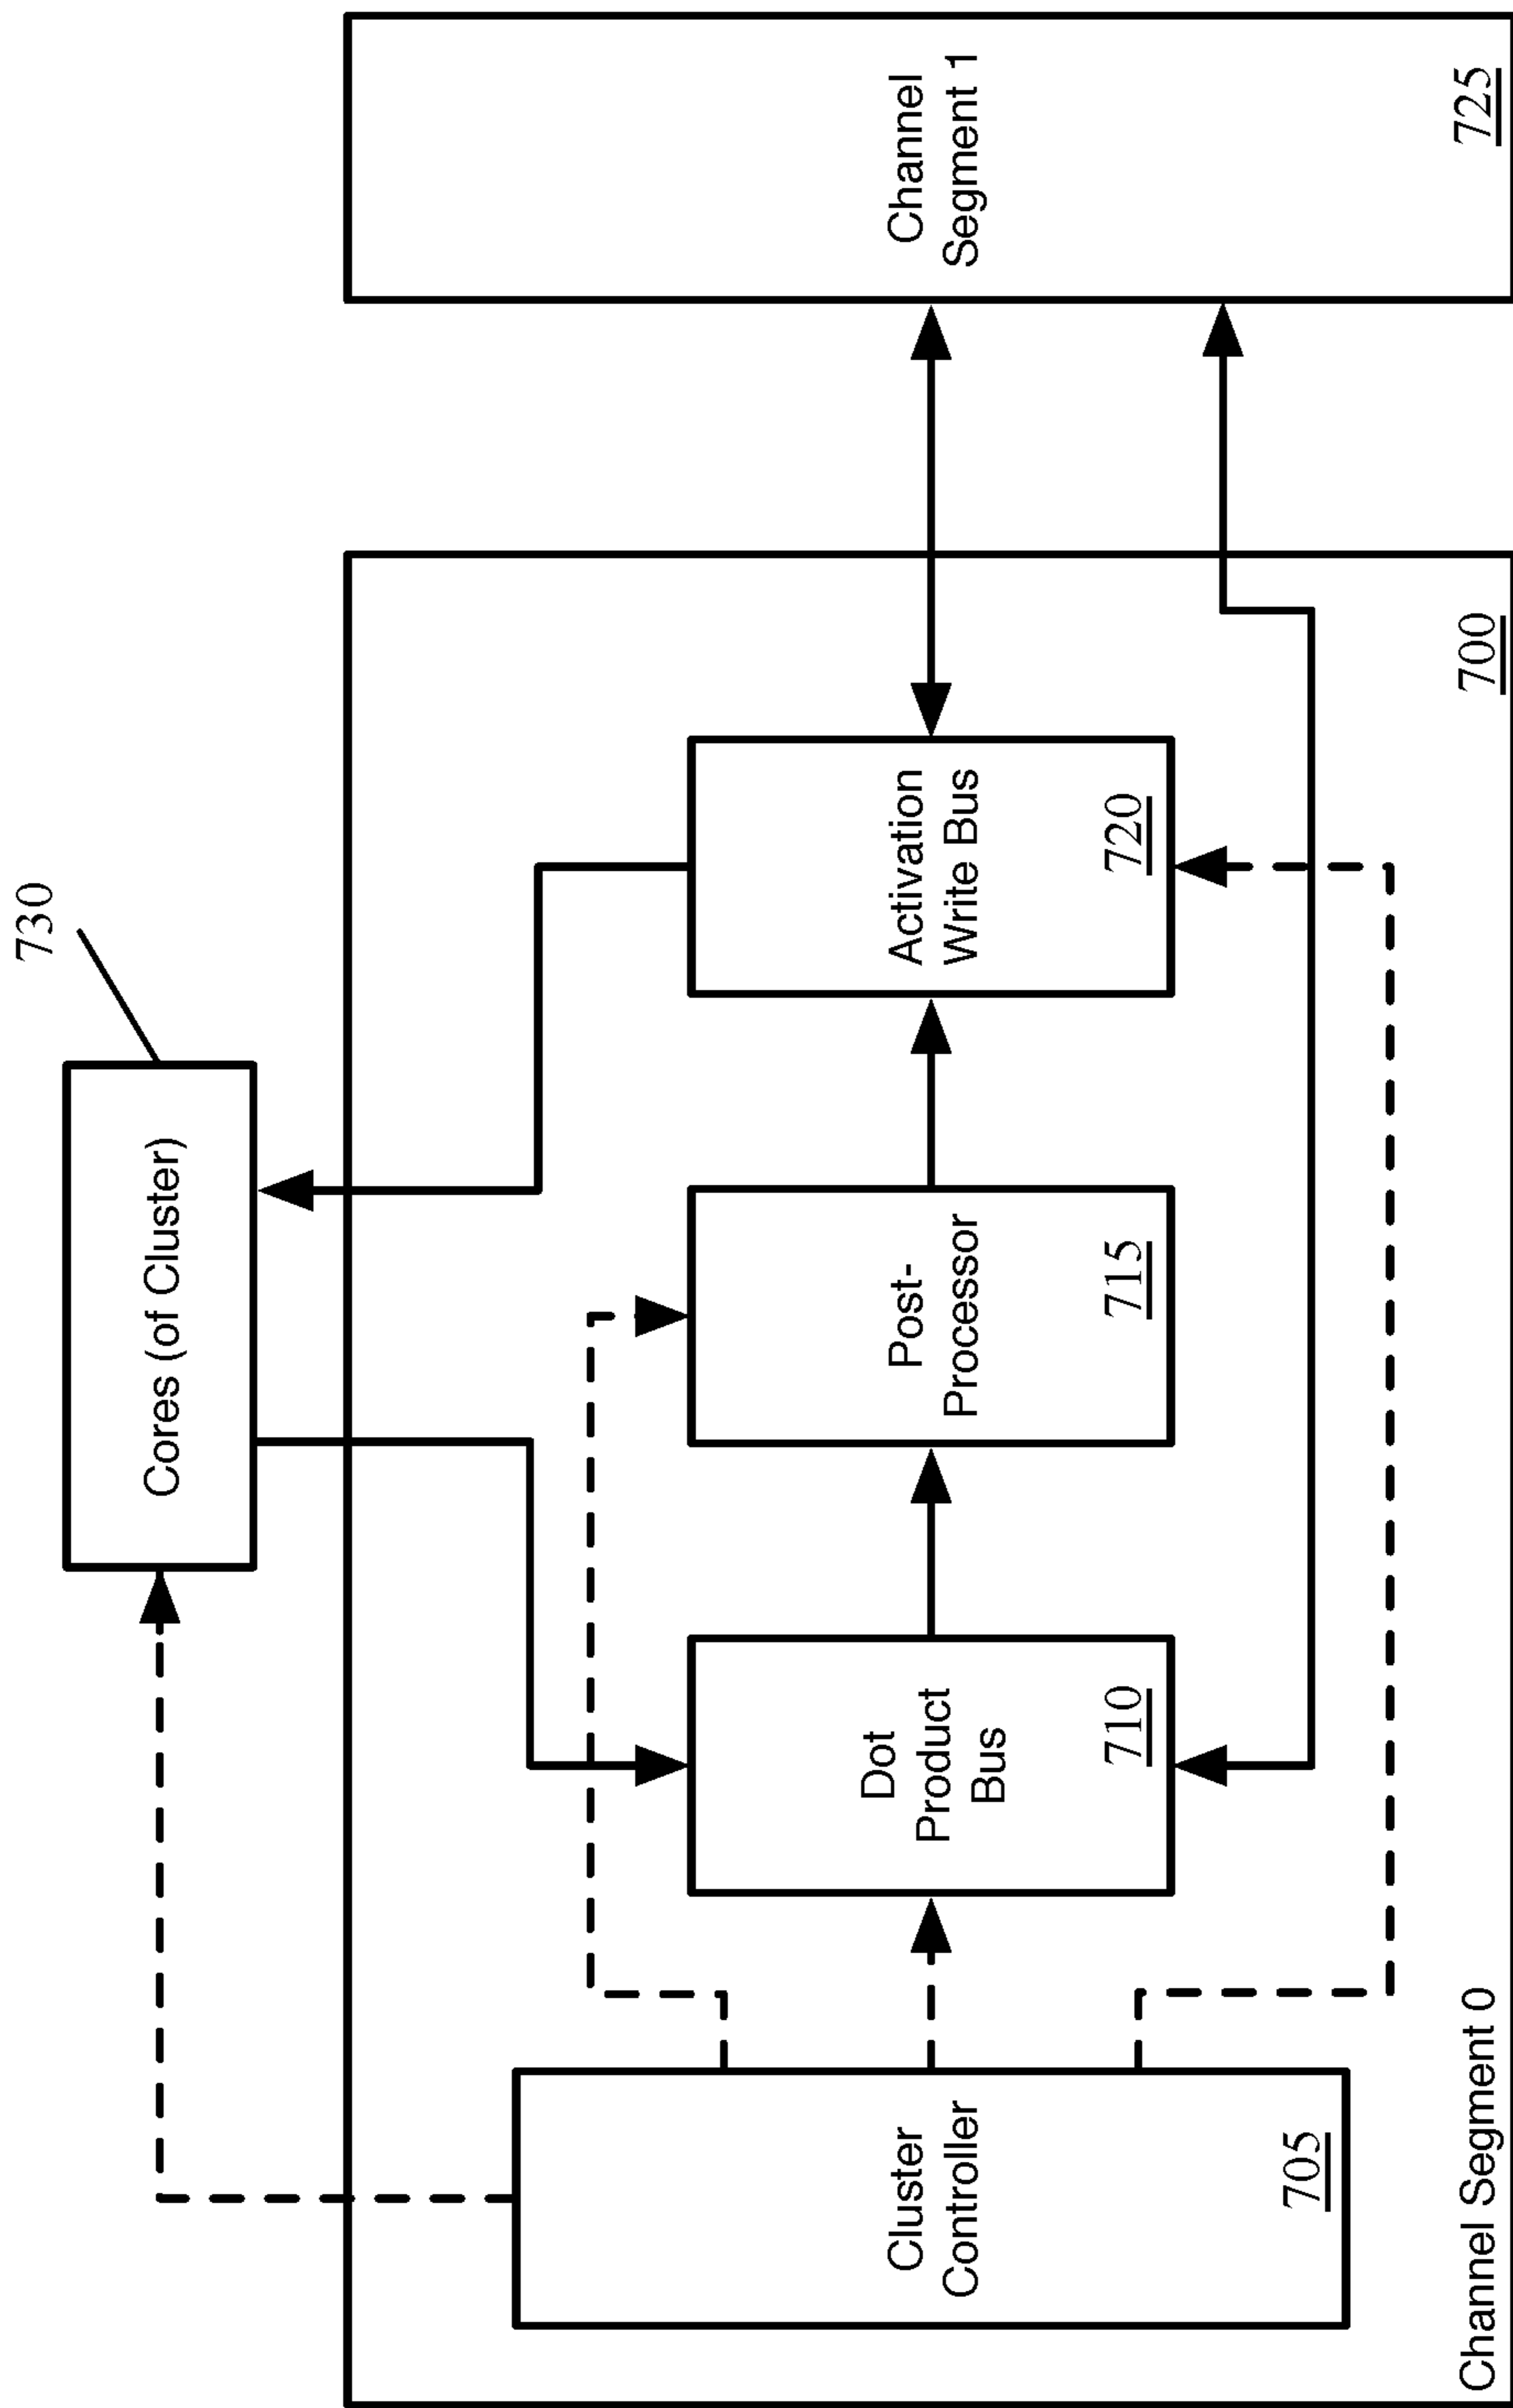 730
Cores (of Cluster)
Cluster
Controller
705
Dot
Product
Bus
710
Post-
Processor
715
Activation
Write Bus
720
Channel
Segment 1
725
Channel Segment 0
700